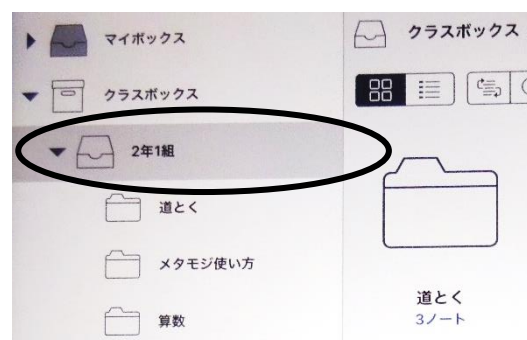 マイボックス
クラスボックス
2年1組
道とく
メタモジ使い方
算数
クラスボックス
道とく
3ノート